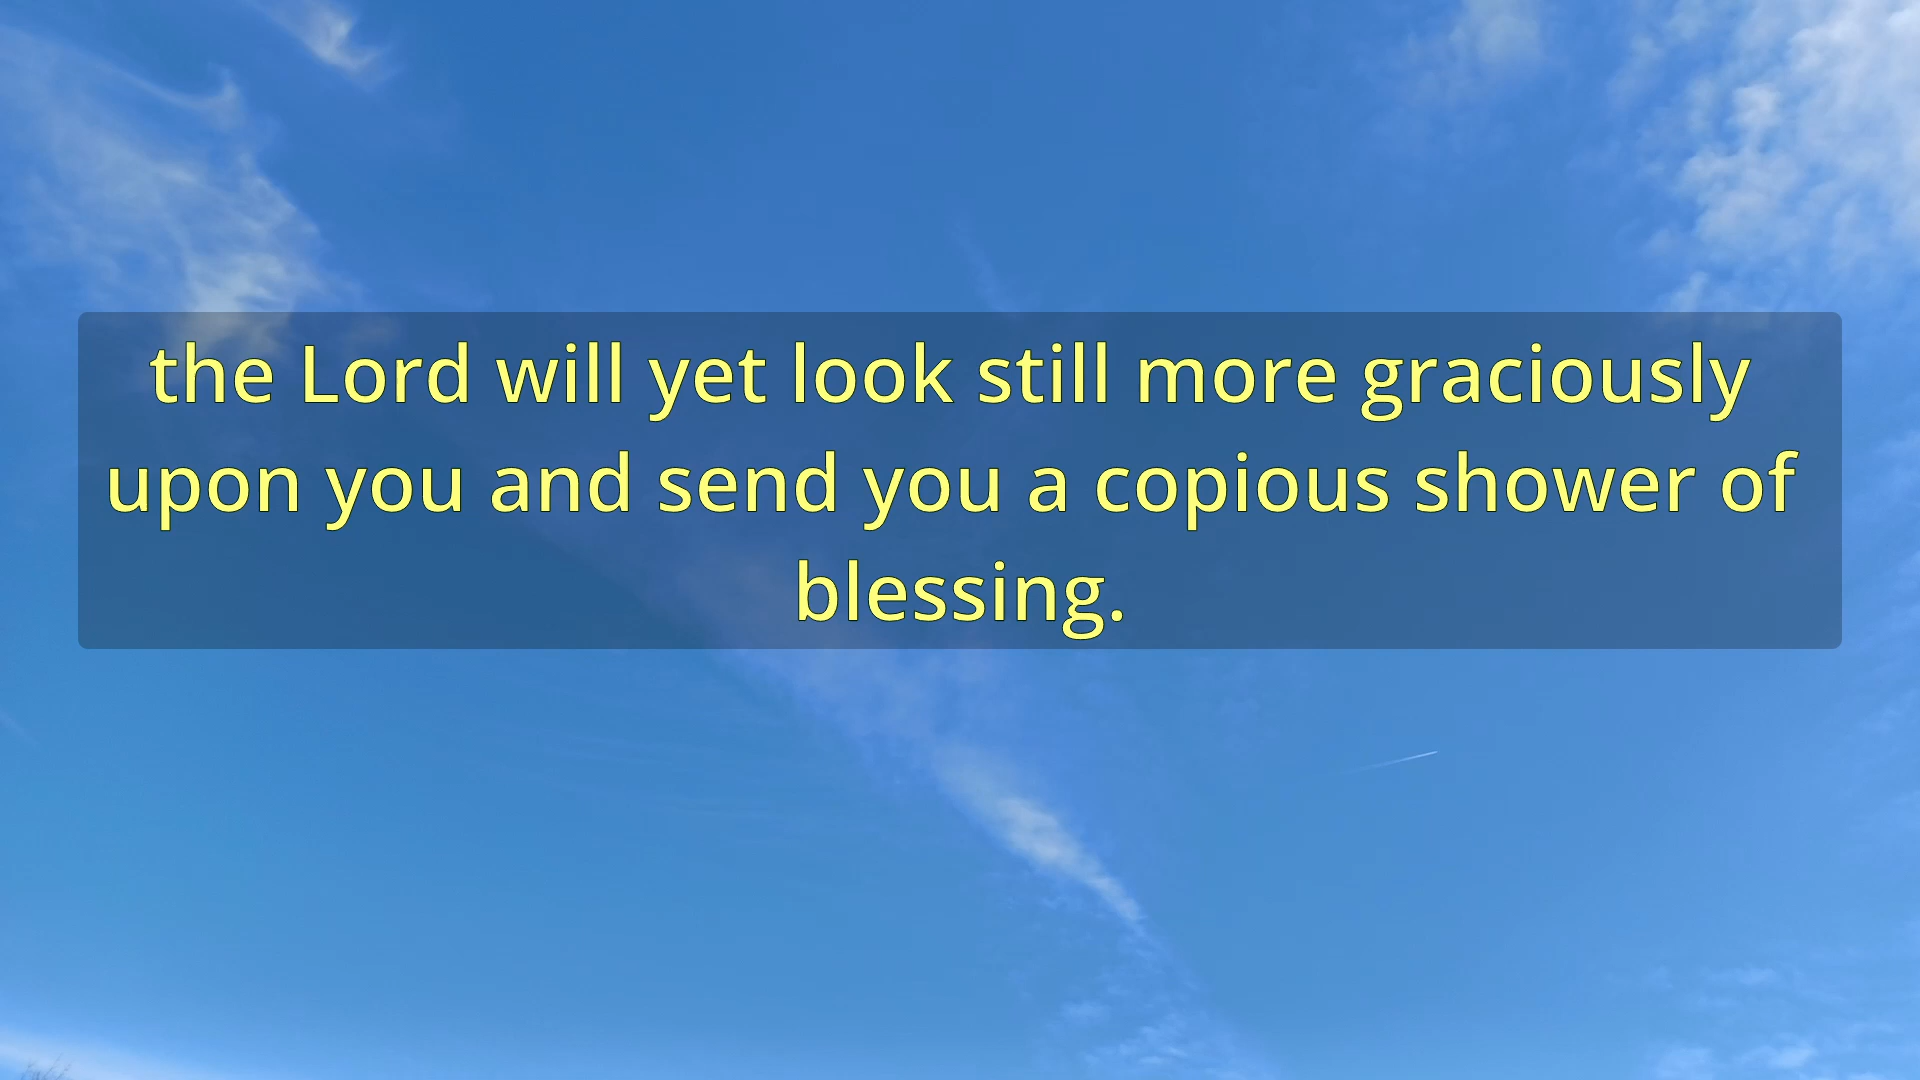 the Lord will yet look still more graciously
upon you and send you a copious shower of
blessing.